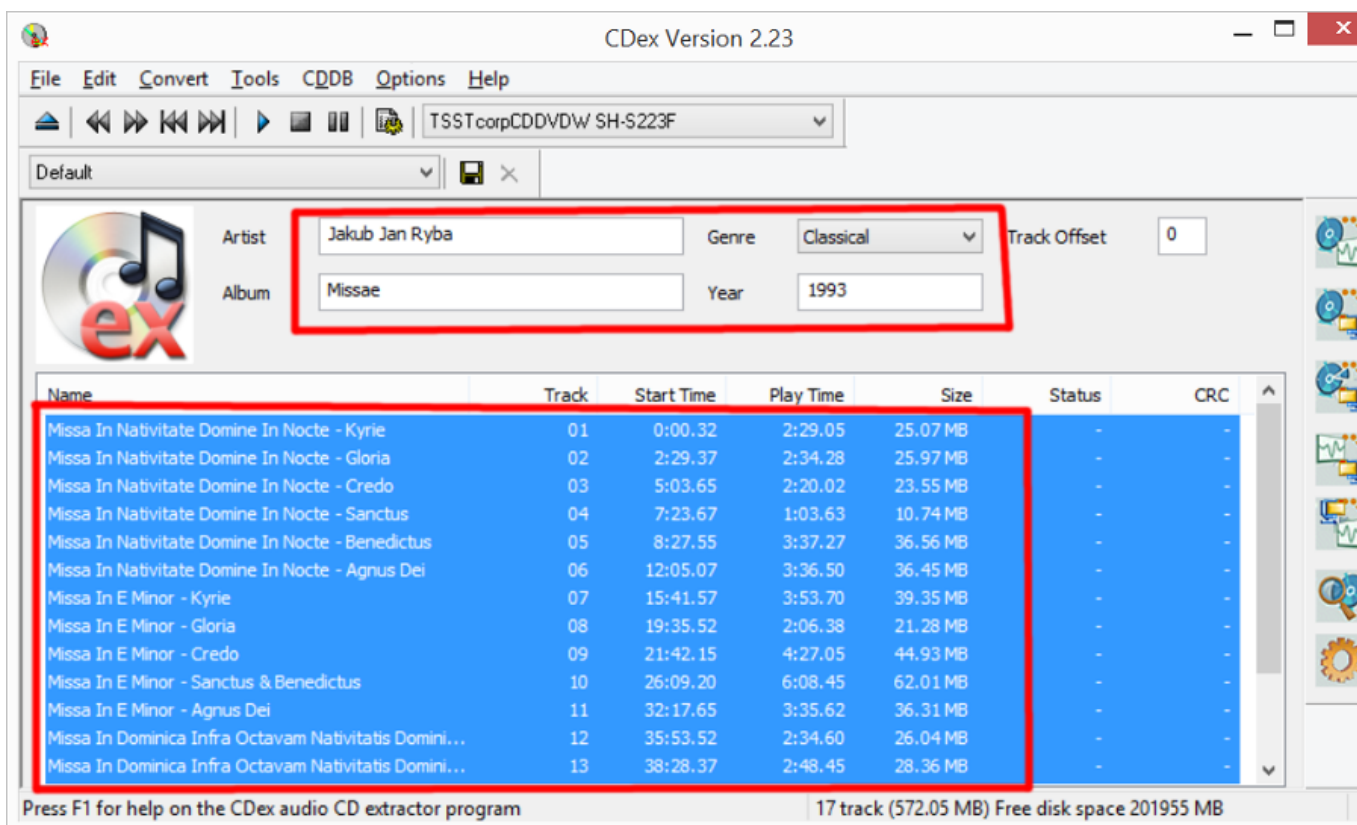 CDex Version 2.23
File Edit Convert Tools CDDB Options Help
TSSTcorpCDDVDW SH-S223F
Default
Artist Jakub Jan Ryba Genre Classical Track Offset 0
Album Missae Year 1993
ex
Name Track Start Time Play Time Size Status CRC
Missa In Nativitate Domine In Nocte - Kyrie 01 0:00.32 2:29.05 25.07 MB - -
Missa In Nativitate Domine In Nocte - Gloria 02 2:29.37 2:34.28 25.97 MB - -
Missa In Nativitate Domine In Nocte - Credo 03 5:03.65 2:20.02 23.55 MB - -
Missa In Nativitate Domine In Nocte - Sanctus 04 7:23.67 1:03.63 10.74 MB - -
Missa In Nativitate Domine In Nocte - Benedictus 05 8:27.55 3:37.27 36.56 MB - -
Missa In Nativitate Domine In Nocte - Agnus Dei 06 12:05.07 3:36.50 36.45 MB - -
Missa In E Minor - Kyrie 07 15:41.57 3:53.70 39.35 MB - -
Missa In E Minor - Gloria 08 19:35.52 2:06.38 21.28 MB - -
Missa In E Minor - Credo 09 21:42.15 4:27.05 44.93 MB - -
Missa In E Minor - Sanctus & Benedictus 10 26:09.20 6:08.45 62.01 MB - -
Missa In E Minor - Agnus Dei 11 32:17.65 3:35.62 36.31 MB - -
Missa In Dominica Infra Octavam Nativitatis Domini... 12 35:53.52 2:34.60 26.04 MB - -
Missa In Dominica Infra Octavam Nativitatis Domini... 13 38:28.37 2:48.45 28.36 MB - -
Press F1 for help on the CDex audio CD extractor program 17 track (572.05 MB) Free disk space 201955 MB